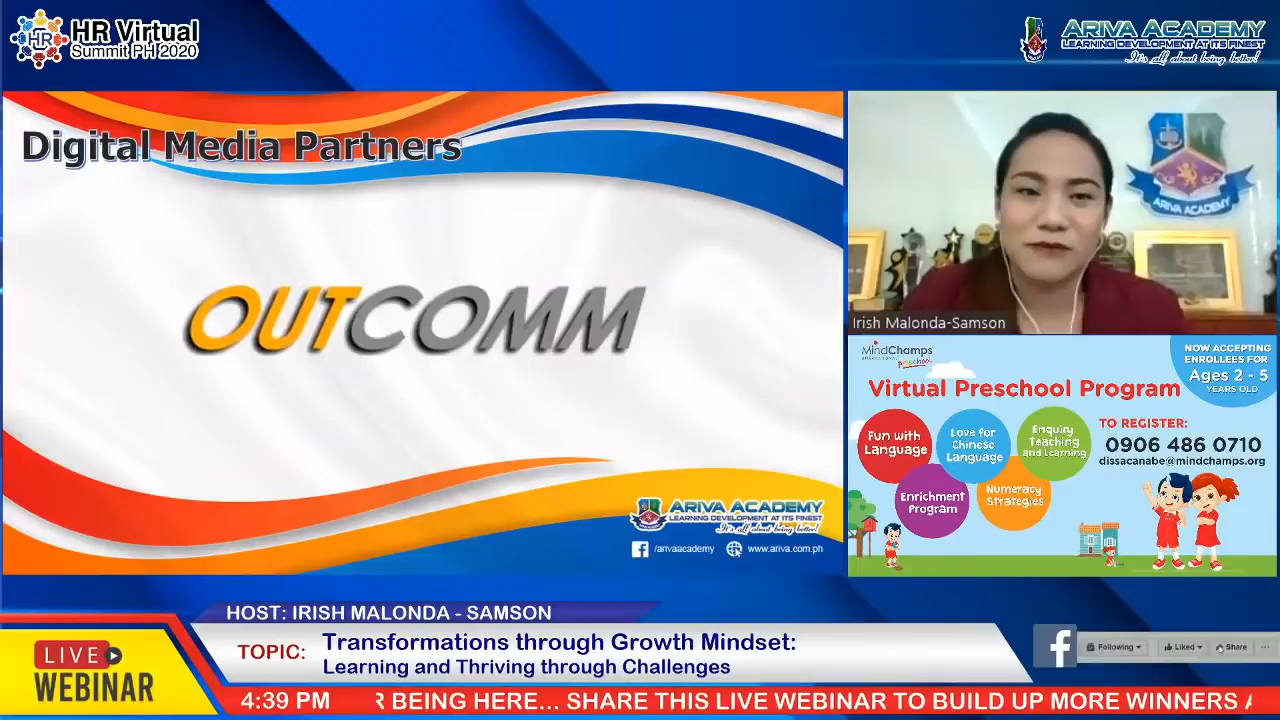 HR Virtual
Summit PH 2020
HR
ARIVA ACADEMY
LEARNING DEVELOPMENT AT ITS FINEST
It's all about being better!
Digital Media Partners
OUTCOMM
ARIVA ACADEMY
LEARNING DEVELOPMENT AT ITS FINEST
It's all about being better!
/arivaacademy
www.ariva.com.ph
ARIVA ACADEMY
Irish Malonda-Samson
MindChamps
INTERNATIONAL
Preschool
NOW ACCEPTING
ENROLLEES FOR
Ages 2 - 5
YEARS OLD
Virtual Preschool Program
Fun with
Language
Love for
Chinese
Language
Enquiry
Teaching
and Learning
Enrichment
Program
Numeracy
Strategies
TO REGISTER:
0906 486 0710
dissacanabe@mindchamps.org
HOST: IRISH MALONDA - SAMSON
LIVE
WEBINAR
TOPIC:
Transformations through Growth Mindset:
Learning and Thriving through Challenges
Following
Liked
Share
4:39 PM
R BEING HERE... SHARE THIS LIVE WEBINAR TO BUILD UP MORE WINNERS A